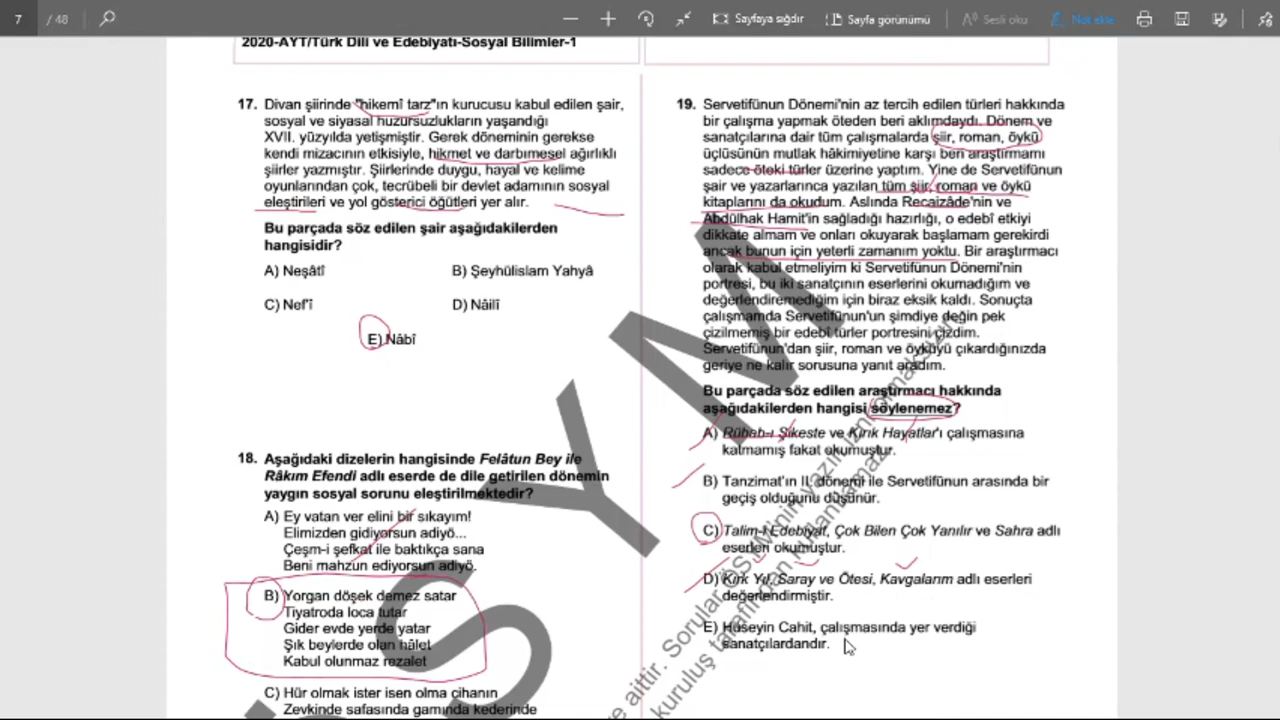 7 / 48
Sayfaya sığdır
Sayfa görünümü
Sesli oku
Not ekle
2020-AYT/Türk Dili ve Edebiyatı-Sosyal Bilimler-1
17. Divan şiirinde "hikemî tarz"ın kurucusu kabul edilen şair,
sosyal ve siyasal huzursuzlukların yaşandığı
XVII. yüzyılda yetişmiştir. Gerek döneminin gerekse
kendi mizacının etkisiyle, hikmet ve darbımesel ağırlıklı
şiirler yazmıştır. Şiirlerinde duygu, hayal ve kelime
oyunlarından çok, tecrübeli bir devlet adamının sosyal
eleştirileri ve yol gösterici öğütleri yer alır.
Bu parçada söz edilen şair aşağıdakilerden
hangisidir?
A) Neşâtî
B) Şeyhülislam Yahyâ
C) Nef'î
D) Nâilî
E) Nâbî
18. Aşağıdaki dizelerin hangisinde Felâtun Bey ile
Râkım Efendi adlı eserde de dile getirilen dönemin
yaygın sosyal sorunu eleştirilmektedir?
A) Ey vatan ver elini bir sıkayım!
Elimizden gidiyorsun adiyö...
Çeşm-i şefkat ile baktıkça sana
Beni mahzun ediyorsun adiyö.
B) Yorgan döşek demez satar
Tiyatroda loca tutar
Gider evde yerde yatar
Şık beylerde olan hâlet
Kabul olunmaz rezalet
C) Hür olmak ister isen olma cihanın
Zevkinde safasında gamında kederinde
19. Servetifünun Dönemi'nin az tercih edilen türleri hakkında
bir çalışma yapmak öteden beri aklımdaydı. Dönem ve
sanatçılarına dair tüm çalışmalarda şiir, roman, öykü
üçlüsünün mutlak hâkimiyetine karşı ben araştırmamı
sadece öteki türler üzerine yaptım. Yine de Servetifünun
şair ve yazarlarınca yazılan tüm şiir, roman ve öykü
kitaplarını da okudum. Aslında Recaizâde'nin ve
Abdülhak Hamit'in sağladığı hazırlığı, o edebî etkiyi
dikkate almam ve onları okuyarak başlamam gerekirdi
ancak bunun için yeterli zamanım yoktu. Bir araştırmacı
olarak kabul etmeliyim ki Servetifünun Dönemi'nin
portresi, bu iki sanatçının eserlerini okumadığım ve
değerlendiremediğim için biraz eksik kaldı. Sonuçta
çalışmamda Servetifünun'un şimdiye değin pek
çizilmemiş bir edebî türler portresini çizdim.
Servetifünun'dan şiir, roman ve öyküyü çıkardığınızda
geriye ne kalır sorusuna yanıt aradım.
Bu parçada söz edilen araştırmacı hakkında
aşağıdakilerden hangisi söylenemez?
A) Rübab-ı Şikeste ve Kırık Hayatlar'ı çalışmasına
katmamış fakat okumuştur.
B) Tanzimat'ın II. dönemi ile Servetifünun arasında bir
geçiş olduğunu düşünür.
C) Talim-i Edebiyat, Çok Bilen Çok Yanılır ve Sahra adlı
eserleri okumuştur.
D) Kırk Yıl, Saray ve Ötesi, Kavgalarım adlı eserleri
değerlendirmiştir.
E) Hüseyin Cahit, çalışmasında yer verdiği
sanatçılardandır.